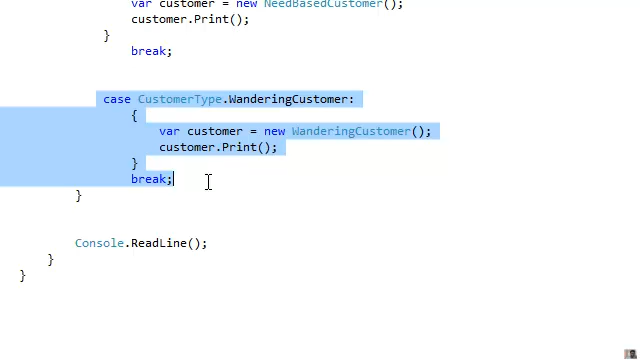 var customer = new NeedBasedCustomer();
customer.Print();
}
break;
case CustomerType.WanderingCustomer:
{
var customer = new WanderingCustomer();
customer.Print();
}
break;
}
Console.ReadLine();
}
}